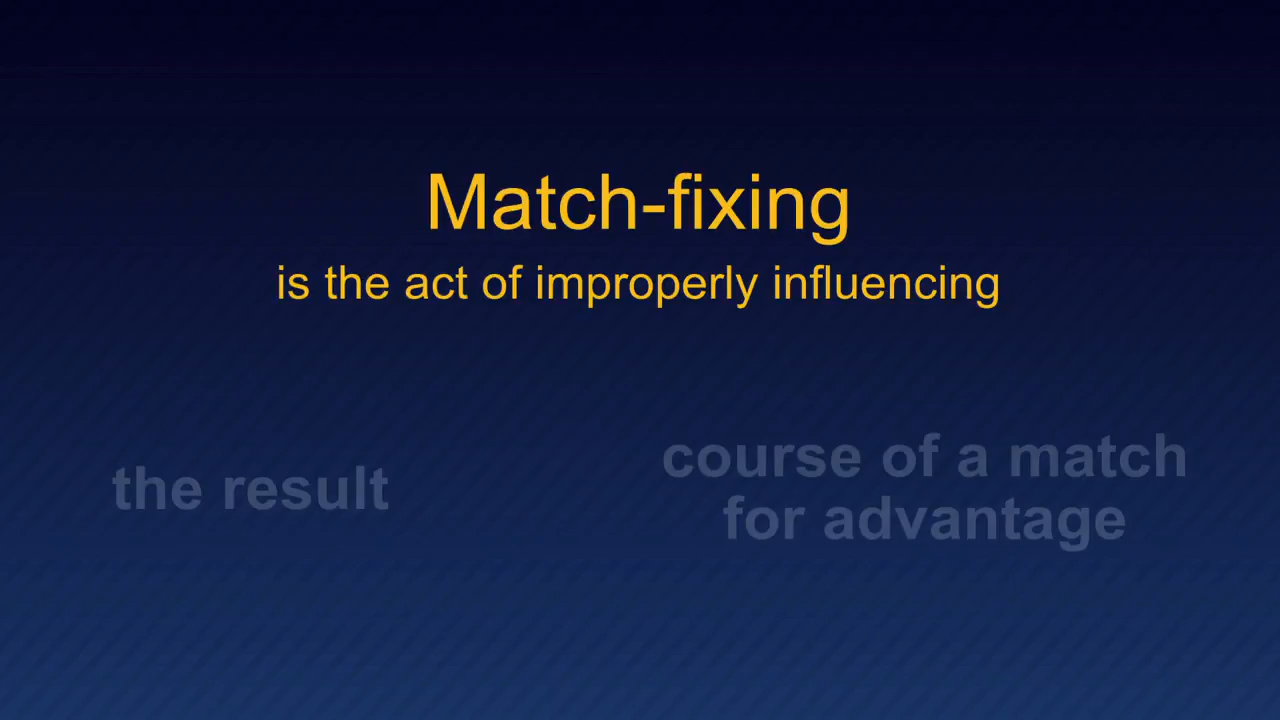 Match-fixing
is the act of improperly influencing
the result
course of a match
for advantage